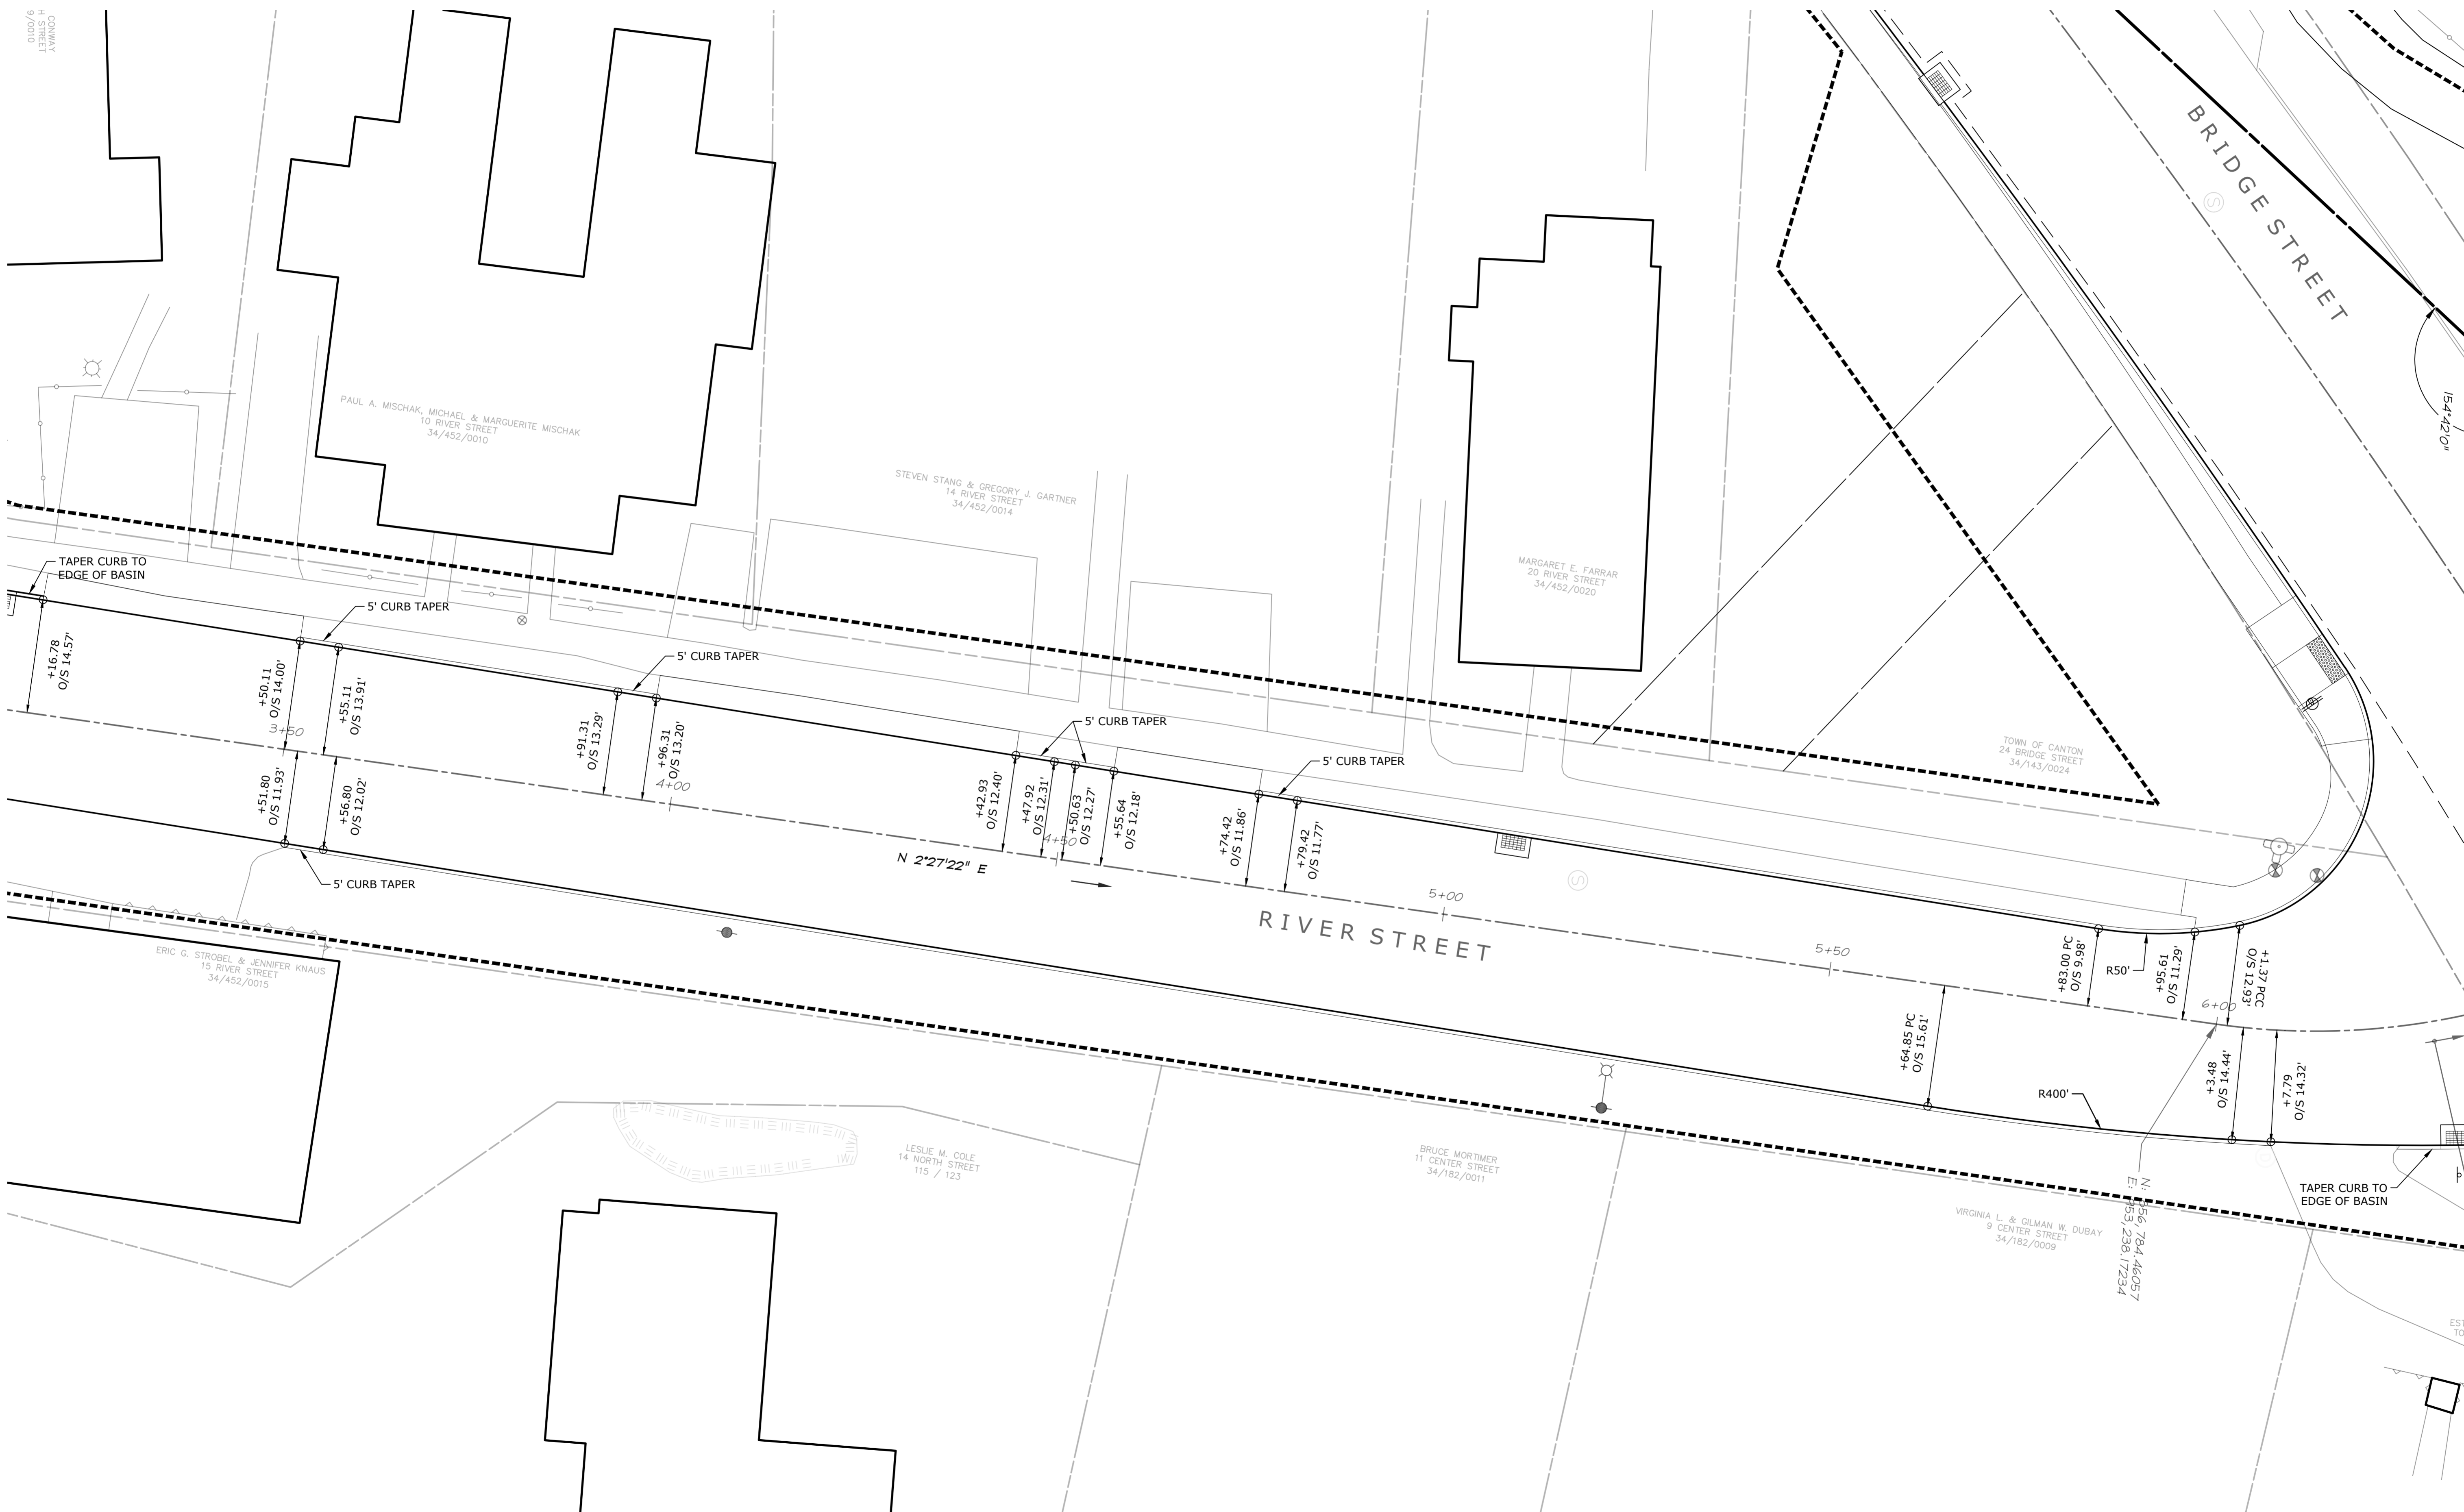 CONWAY
H STREET
9/0010
BRIDGE STREET
S
154°42'0"
PAUL A. MISCHAK, MICHAEL & MARGUERITE MISCHAK
10 RIVER STREET
34/452/0010
STEVEN STANG & GREGORY J. GARTNER
14 RIVER STREET
34/452/0014
MARGARET E. FARRAR
20 RIVER STREET
34/452/0020
TOWN OF CANTON
24 BRIDGE STREET
34/143/0024
TAPER CURB TO
EDGE OF BASIN
5' CURB TAPER
5' CURB TAPER
5' CURB TAPER
5' CURB TAPER
+16.78
O/S 14.57'
+50.11
O/S 14.00'
+55.11
O/S 13.91'
3+50
+51.80
O/S 11.93'
+56.80
O/S 12.02'
+91.31
O/S 13.29'
+96.31
O/S 13.20'
4+00
+42.93
O/S 12.40'
+47.92
O/S 12.31'
+50.63
O/S 12.27'
+55.64
O/S 12.18'
4+50
+74.42
O/S 11.86'
+79.42
O/S 11.77'
N 2°27'22" E
5' CURB TAPER
S
5+00
RIVER STREET
5+50
+83.00 PC
O/S 9.98'
R50'
+95.61
O/S 11.29'
+1.37 PCC
O/S 12.93'
6+00
+64.85 PC
O/S 15.61'
R400'
+3.48
O/S 14.44'
+7.79
O/S 14.32'
ERIC G. STROBEL & JENNIFER KNAUS
15 RIVER STREET
34/452/0015
LESLIE M. COLE
14 NORTH STREET
115 / 123
BRUCE MORTIMER
11 CENTER STREET
34/182/0011
VIRGINIA L. & GILMAN W. DUBAY
9 CENTER STREET
34/182/0009
TAPER CURB TO
EDGE OF BASIN
EST
TO